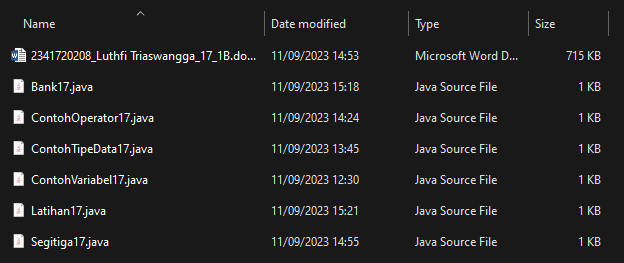 Name Date modified Type Size
2341720208_Luthfi Triaswangga_17_1B.do... 11/09/2023 14:53 Microsoft Word D... 715 KB
Bank17.java 11/09/2023 15:18 Java Source File 1 KB
ContohOperator17.java 11/09/2023 14:24 Java Source File 1 KB
ContohTipeData17.java 11/09/2023 13:45 Java Source File 1 KB
ContohVariabel17.java 11/09/2023 12:30 Java Source File 1 KB
Latihan17.java 11/09/2023 15:21 Java Source File 1 KB
Segitiga17.java 11/09/2023 14:55 Java Source File 1 KB